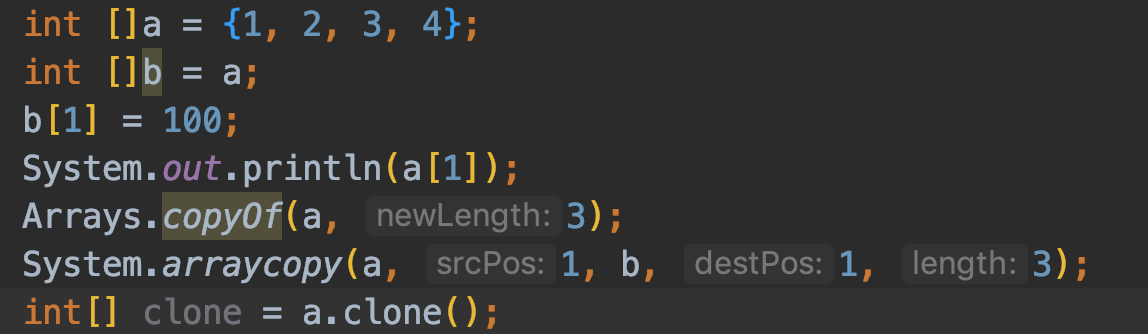 int []a = {1, 2, 3, 4};
int []b = a;
b[1] = 100;
System.out.println(a[1]);
Arrays.copyOf(a, newLength: 3);
System.arraycopy(a, srcPos: 1, b, destPos: 1, length: 3);
int[] clone = a.clone();